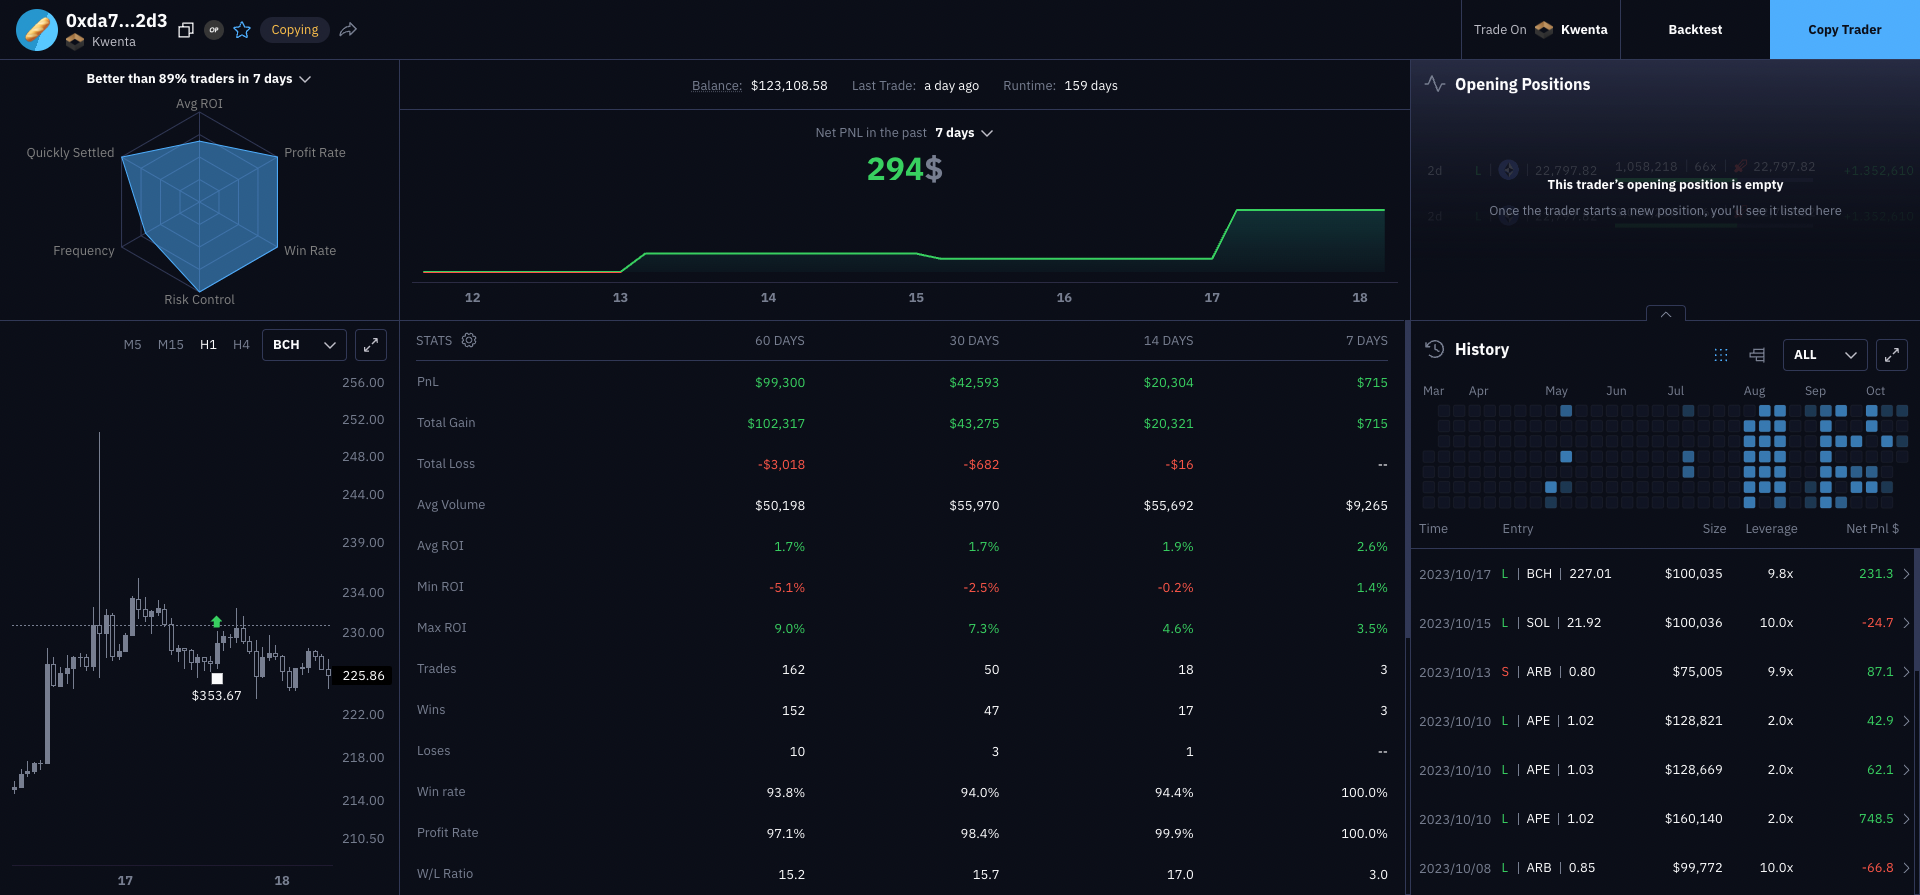 0xda7...2d3
OP
Copying
Kwenta
Trade On Kwenta
Backtest
Copy Trader
Better than 89% traders in 7 days
Avg ROI
Quickly Settled
Profit Rate
Frequency
Win Rate
Risk Control
Balance: $123,108.58 Last Trade: a day ago Runtime: 159 days
Net PNL in the past 7 days
294$
12 13 14 15 16 17 18
Opening Positions
2d L | 22,797.82 1,058,218 | 66x | 22,797.82 +1.352,610
This trader's opening position is empty
Once the trader starts a new position, you'll see it listed here
M5 M15 H1 H4 BCH
256.00
252.00
248.00
244.00
239.00
234.00
230.00
225.86
222.00
218.00
214.00
210.50
$353.67
17 18
STATS 60 DAYS 30 DAYS 14 DAYS 7 DAYS
PnL $99,300 $42,593 $20,304 $715
Total Gain $102,317 $43,275 $20,321 $715
Total Loss -$3,018 -$682 -$16 --
Avg Volume $50,198 $55,970 $55,692 $9,265
Avg ROI 1.7% 1.7% 1.9% 2.6%
Min ROI -5.1% -2.5% -0.2% 1.4%
Max ROI 9.0% 7.3% 4.6% 3.5%
Trades 162 50 18 3
Wins 152 47 17 3
Loses 10 3 1 --
Win rate 93.8% 94.0% 94.4% 100.0%
Profit Rate 97.1% 98.4% 99.9% 100.0%
W/L Ratio 15.2 15.7 17.0 3.0
History
ALL
Mar Apr May Jun Jul Aug Sep Oct
Time Entry Size Leverage Net Pnl $
2023/10/17 L | BCH | 227.01 $100,035 9.8x 231.3
2023/10/15 L | SOL | 21.92 $100,036 10.0x -24.7
2023/10/13 S | ARB | 0.80 $75,005 9.9x 87.1
2023/10/10 L | APE | 1.02 $128,821 2.0x 42.9
2023/10/10 L | APE | 1.03 $128,669 2.0x 62.1
2023/10/10 L | APE | 1.02 $160,140 2.0x 748.5
2023/10/08 L | ARB | 0.85 $99,772 10.0x -66.8